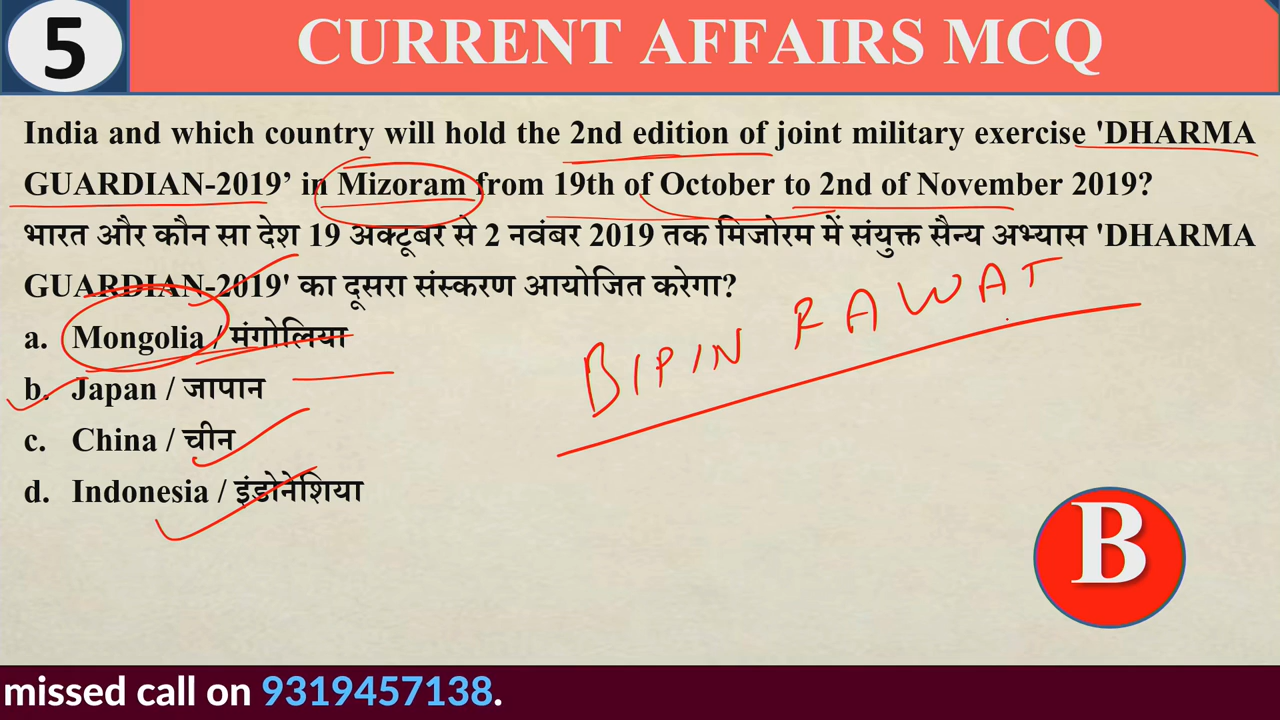 5
CURRENT AFFAIRS MCQ
India and which country will hold the 2nd edition of joint military exercise 'DHARMA
GUARDIAN-2019’ in Mizoram from 19th of October to 2nd of November 2019?
भारत और कौन सा देश 19 अक्टूबर से 2 नवंबर 2019 तक मिजोरम में संयुक्त सैन्य अभ्यास 'DHARMA
GUARDIAN-2019' का दूसरा संस्करण आयोजित करेगा?
a. Mongolia / मंगोलिया
b. Japan / जापान
c. China / चीन
d. Indonesia / इंडोनेशिया
BIPIN RAWAT
B
missed call on 9319457138.